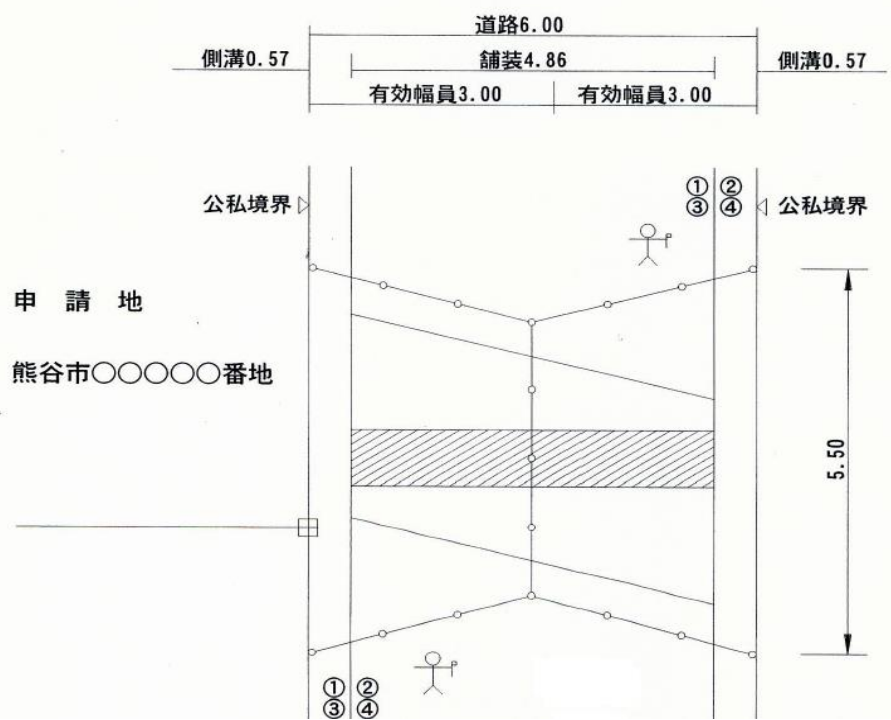 道路6.00
側溝0.57 舗装4.86 側溝0.57
有効幅員3.00 有効幅員3.00
①②
③④
公私境界 公私境界
申請地
熊谷市○○○○○番地
5.50
①②
③④